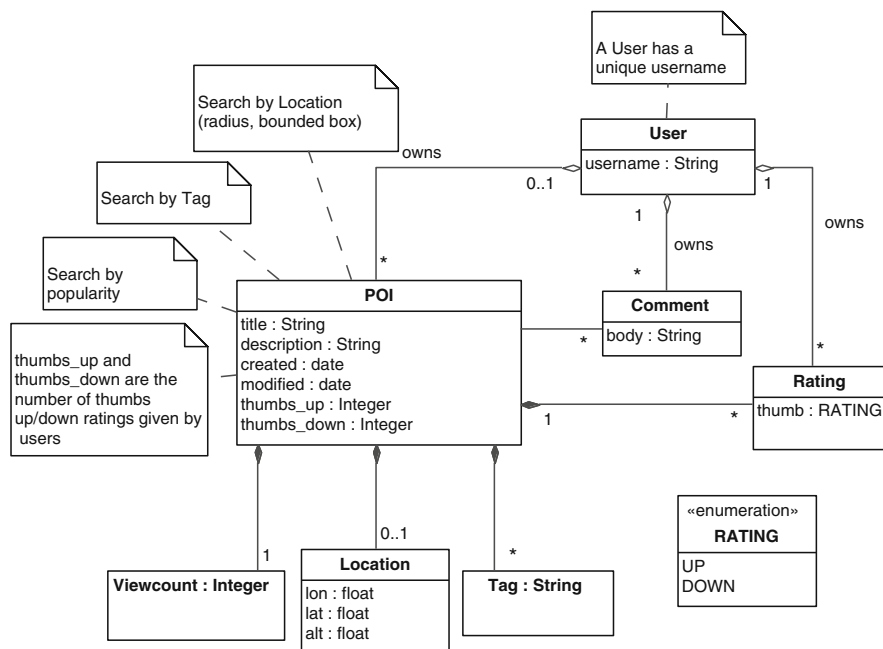 A User has a
unique username
Search by Location
(radius, bounded box)
User
username : String
owns
0..1
1
1
Search by Tag
owns
owns
*
*
Search by
popularity
POI
title : String
description : String
created : date
modified : date
thumbs_up : Integer
thumbs_down : Integer
Comment
body : String
*
*
thumbs_up and
thumbs_down are the
number of thumbs
up/down ratings given by
users
Rating
thumb : RATING
1
*
«enumeration»
RATING
UP
DOWN
1
0..1
*
Viewcount : Integer
Location
lon : float
lat : float
alt : float
Tag : String